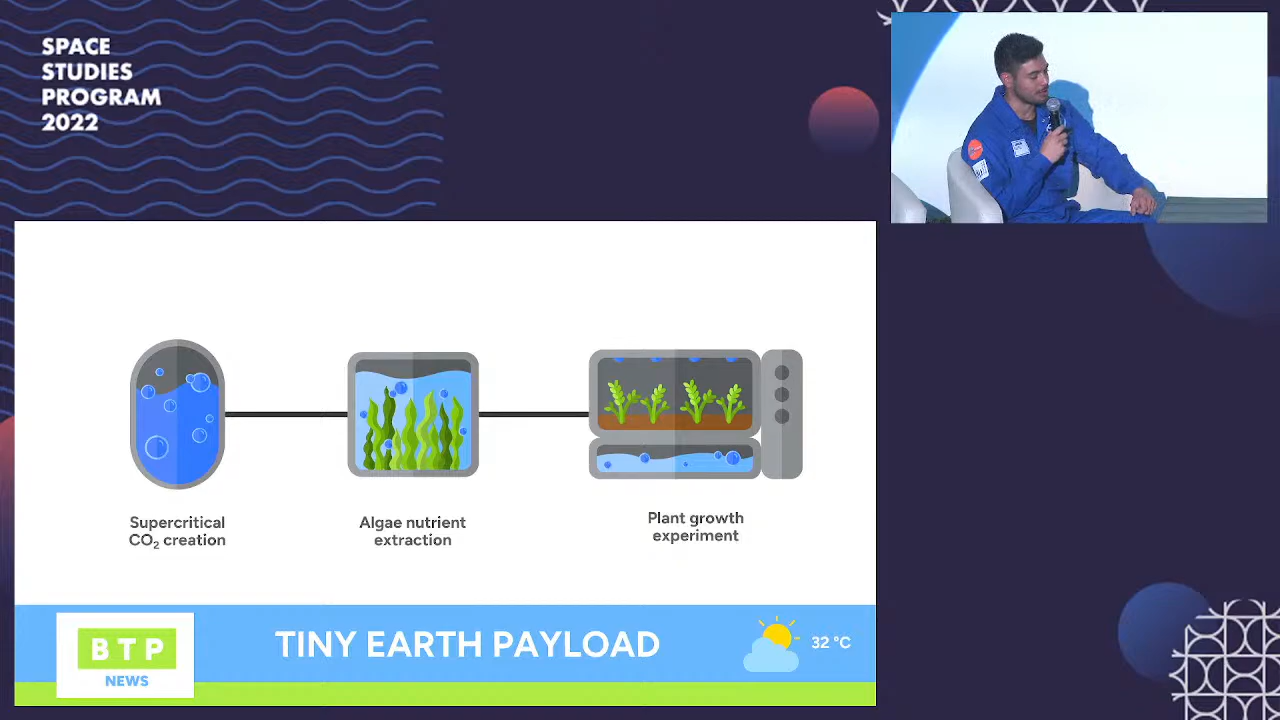 SPACE
STUDIES
PROGRAM
2022
Supercritical
CO₂ creation
Algae nutrient
extraction
Plant growth
experiment
BTP
NEWS
TINY EARTH PAYLOAD
32 °C